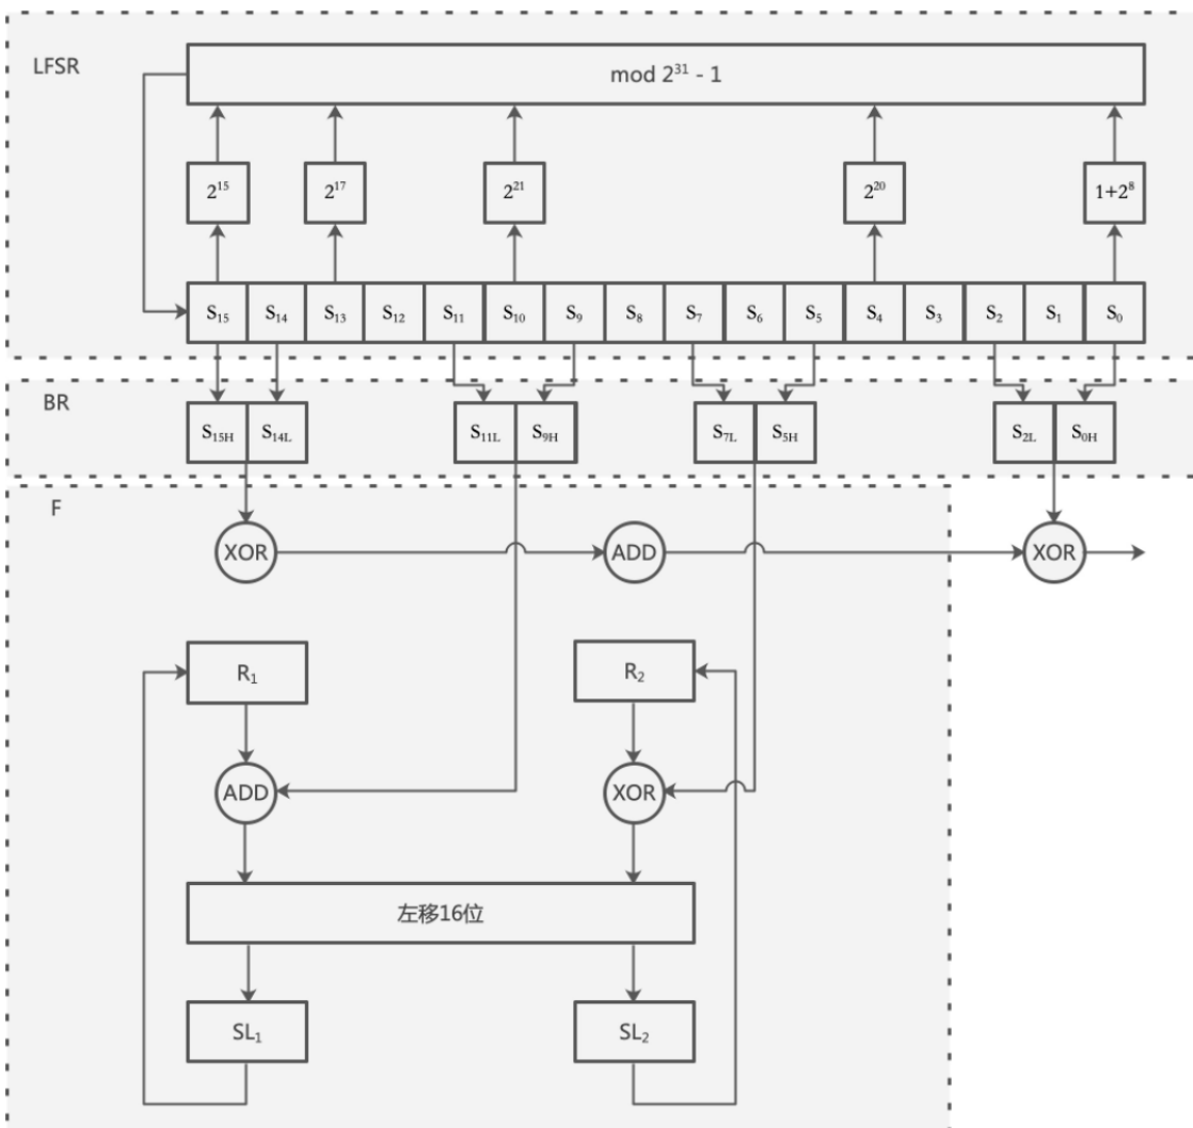 LFSR
mod 2³¹ - 1
2¹⁵ 2¹⁷ 2²¹ 2²⁰ 1+2⁸
S₁₅ S₁₄ S₁₃ S₁₂ S₁₁ S₁₀ S₉ S₈ S₇ S₆ S₅ S₄ S₃ S₂ S₁ S₀
BR
S₁₅H S₁₄L S₁₁L S₉H S₇L S₅H S₂L S₀H
F
XOR ADD XOR
R₁ R₂
ADD XOR
左移16位
SL₁ SL₂